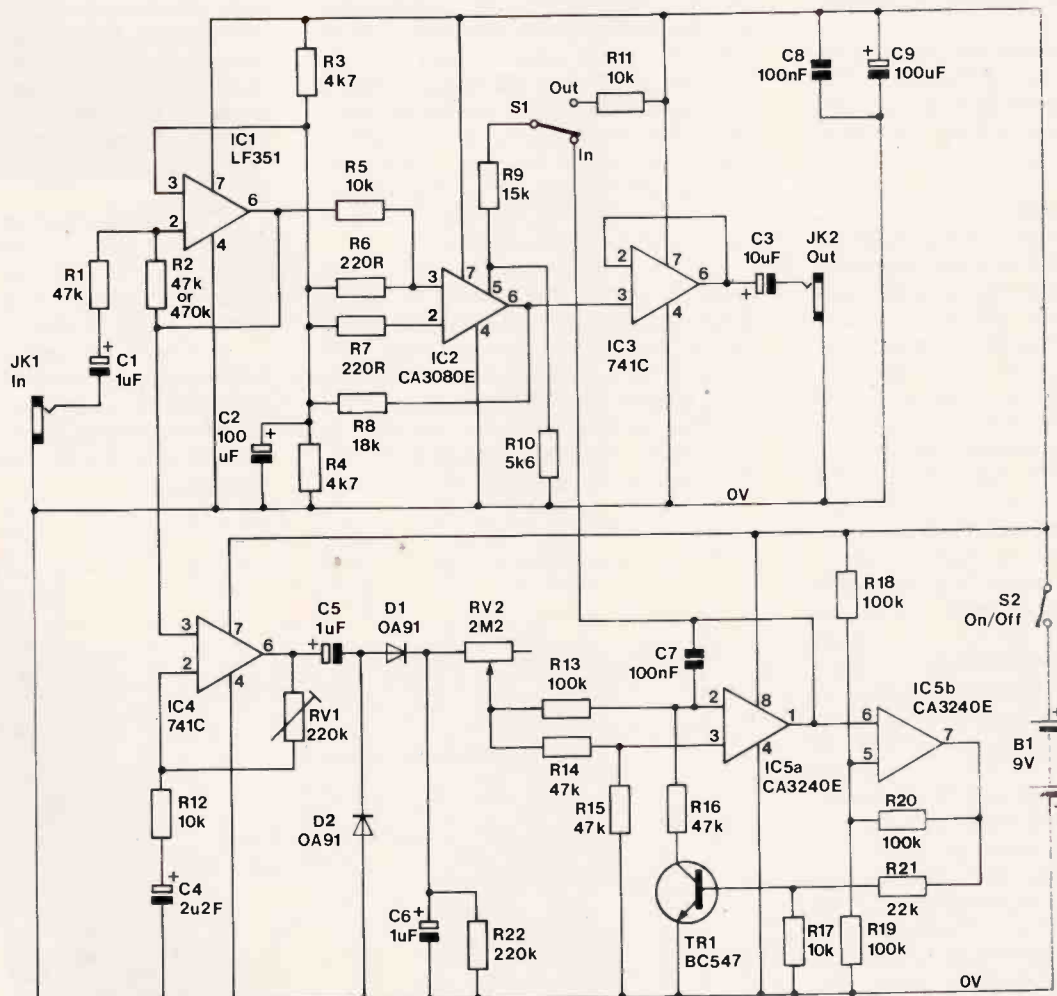 R3
4k7
IC1
LF351
3
2
7
4
6
R1
47k
R2
47k
or
470k
JK1
In
C1
1uF
+
R5
10k
R6
220R
R7
220R
R8
18k
R4
4k7
C2
100
uF
+
3
2
7
5
4
6
IC2
CA3080E
S1
Out
In
R9
15k
R10
5k6
R11
10k
2
3
7
4
6
IC3
741C
C3
10uF
+
JK2
Out
C8
100nF
+
C9
100uF
0V
IC4
741C
3
2
7
4
6
R12
10k
+
C4
2u2F
RV1
220k
C5
1uF
+
D1
OA91
D2
OA91
RV2
2M2
C6
1uF
+
R22
220k
R13
100k
R14
47k
R15
47k
R16
47k
C7
100nF
2
3
8
4
1
IC5a
CA3240E
TR1
BC547
R17
10k
R18
100k
R19
100k
R20
100k
R21
22k
6
5
7
IC5b
CA3240E
S2
On/Off
+
B1
9V
0V